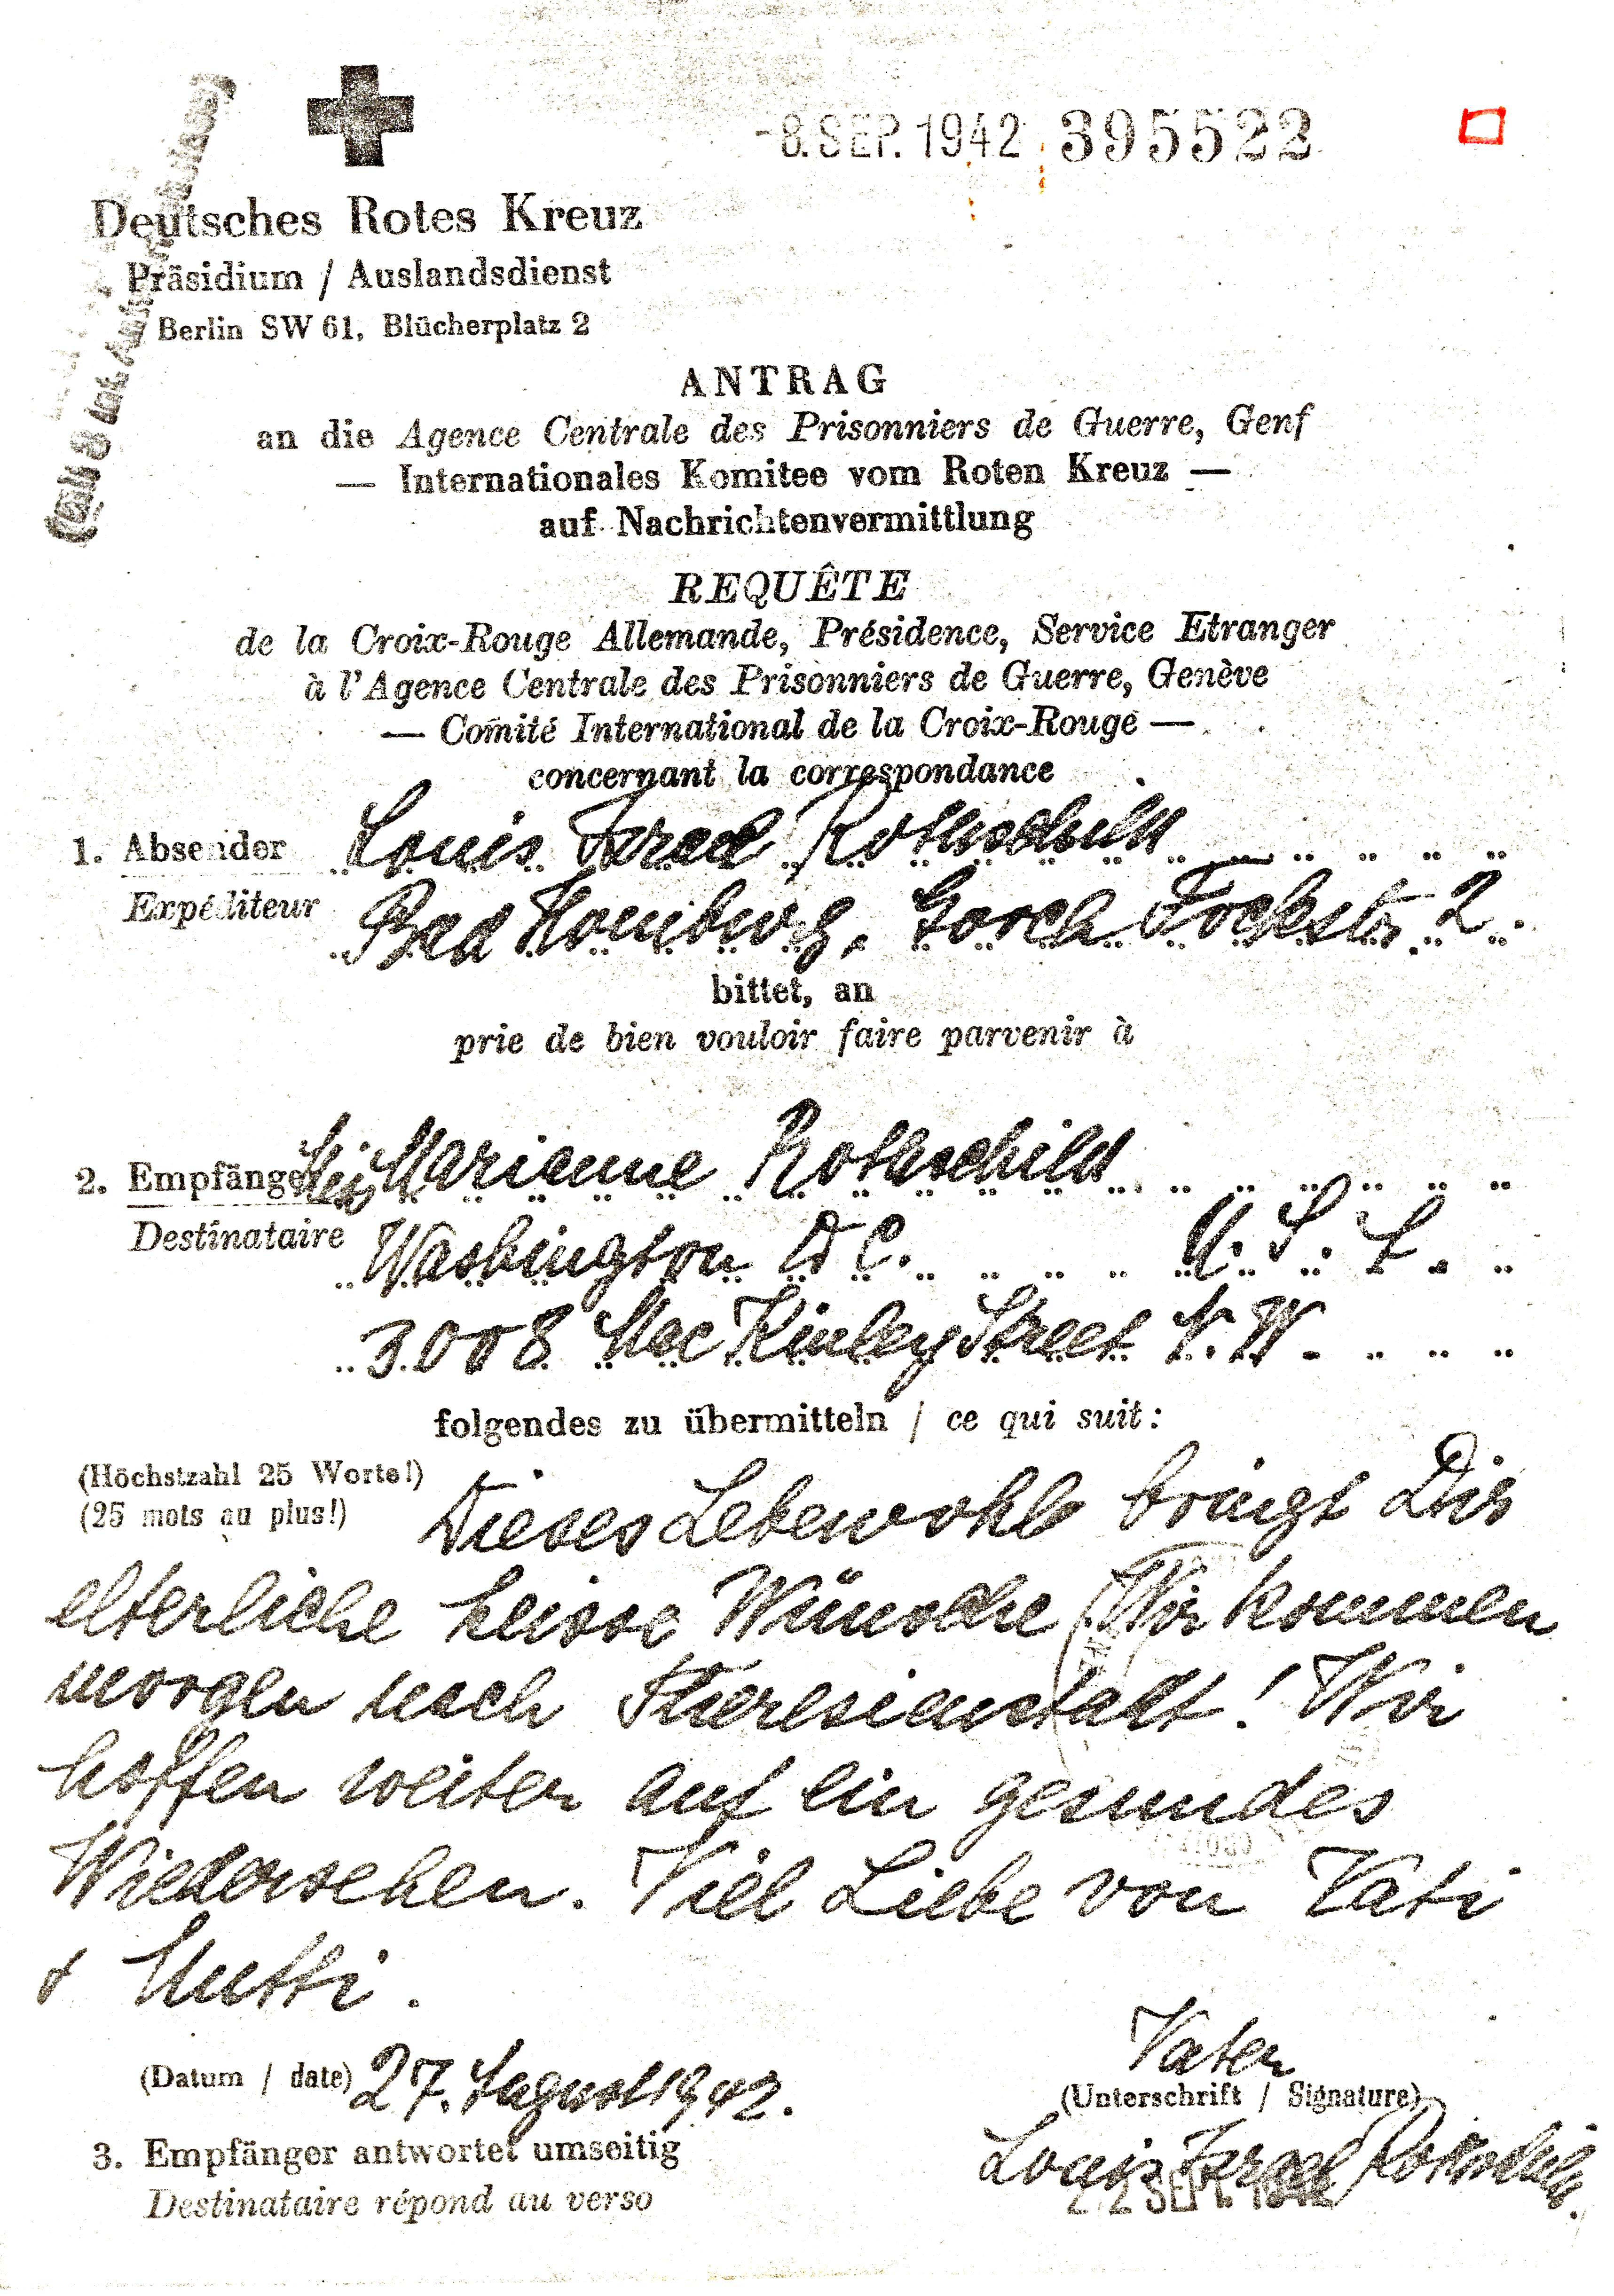 -8. SEP. 1942 395522
Deutsches Rotes Kreuz
Präsidium / Auslandsdienst
Berlin SW 61, Blücherplatz 2
ANTRAG
an die Agence Centrale des Prisonniers de Guerre, Genf
— Internationales Komitee vom Roten Kreuz —
auf Nachrichtenvermittlung
REQUÊTE
de la Croix-Rouge Allemande, Présidence, Service Etranger
à l'Agence Centrale des Prisonniers de Guerre, Genève
— Comité International de la Croix-Rouge —
concernant la correspondance
1. Absender Louis Israel Rothschild
Expéditeur Bad Homburg, Gorch Fockstr. 2.
bittet, an
prie de bien vouloir faire parvenir à
2. Empfänger Marianne Rothschild
Destinataire Washington D C. U. S. A.
3008 Mac Kinley Street N. W.
folgendes zu übermitteln / ce qui suit:
(Höchstzahl 25 Worte!)
(25 mots au plus!) Dieses Lebewohl bringt Dir
elterliche heisse Wünsche Wir kommen
morgen nach Theresienstadt! Wir
hoffen weiter auf ein gesundes
Wiedersehen. Viel Liebe von Vati
& Mutti.
Vater
(Datum / date) 27. August 1942.
(Unterschrift / Signature)
Louis Israel Rothschild.
3. Empfänger antwortet umseitig
Destinataire répond au verso
22 SEPT. 1942